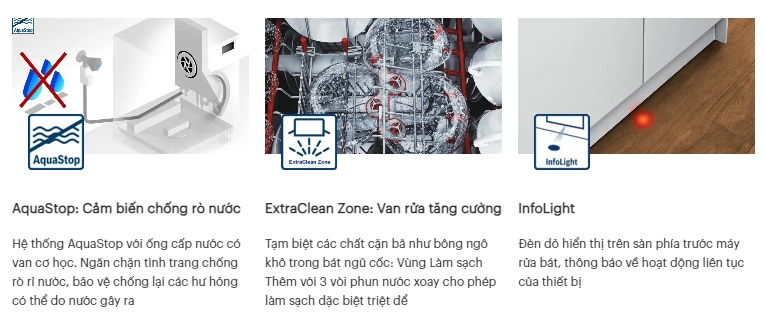 AquaStop
AquaStop
ExtraClean Zone
InfoLight
AquaStop: Cảm biến chống rò nước
Hệ thống AquaStop với ống cấp nước có
van cơ học. Ngăn chặn tình trang chống
rò rỉ nước, bảo vệ chống lại các hư hỏng
có thể do nước gây ra
ExtraClean Zone: Van rửa tăng cường
Tạm biệt các chất cặn bã như bông ngô
khô trong bát ngũ cốc: Vùng Làm sạch
Thêm với 3 vòi phun nước xoay cho phép
làm sạch đặc biệt triệt để
InfoLight
Đèn đỏ hiển thị trên sàn phía trước máy
rửa bát, thông báo về hoạt động liên tục
của thiết bị